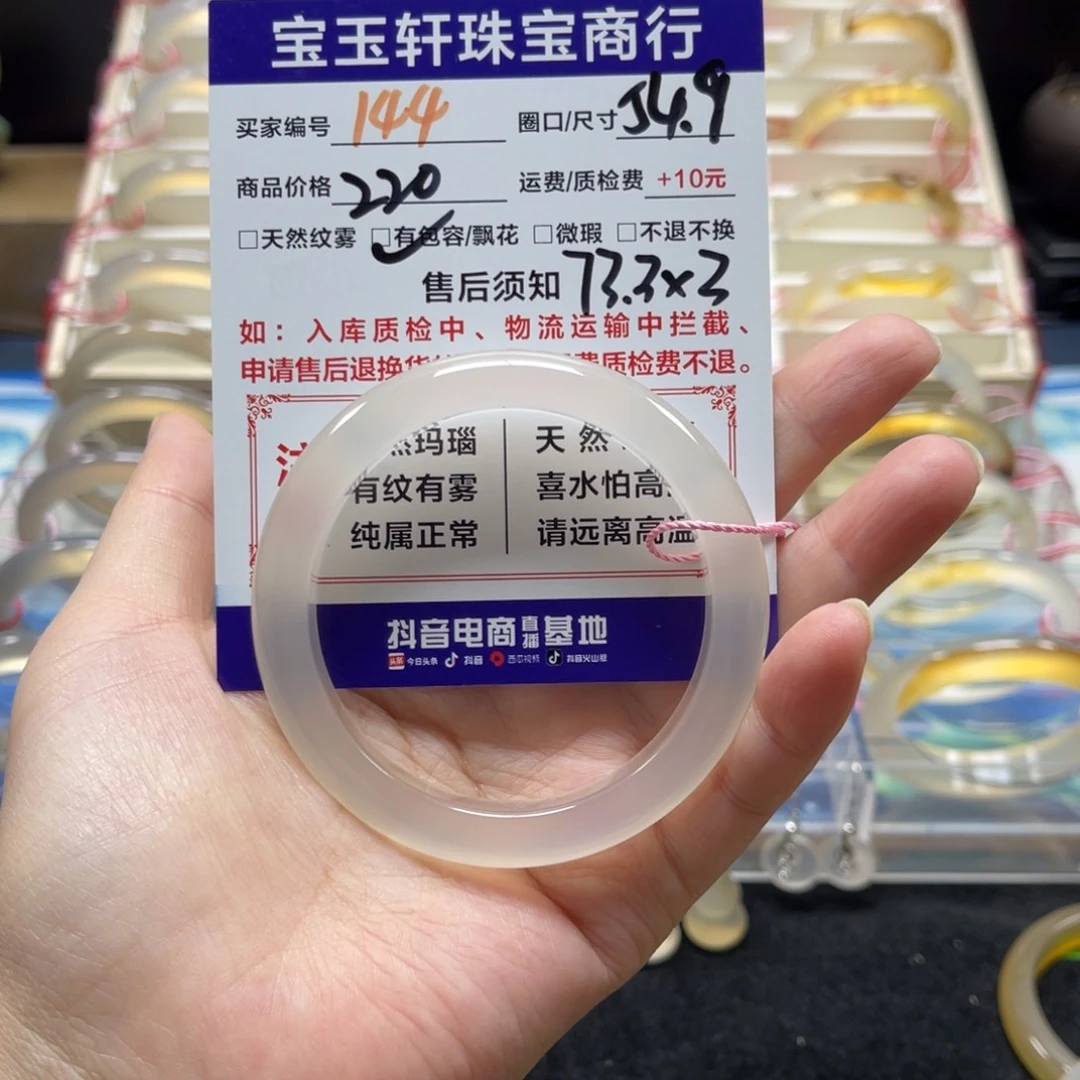 宝玉轩珠宝商行
买家编号 144 圈口/尺寸 54.9
商品价格 220 运费/质检费 +10元
□天然纹雾 □有包容/飘花 □微瑕 □不退不换
售后须知 73.3×3
如：入库质检中、物流运输中拦截、
申请售后退换货 质检费不退。
玛瑙 天然
有纹有雾 喜水怕高
纯属正常 请远离高温
抖音电商直播基地
头条 今日头条 抖音 西瓜视频 抖音火山版